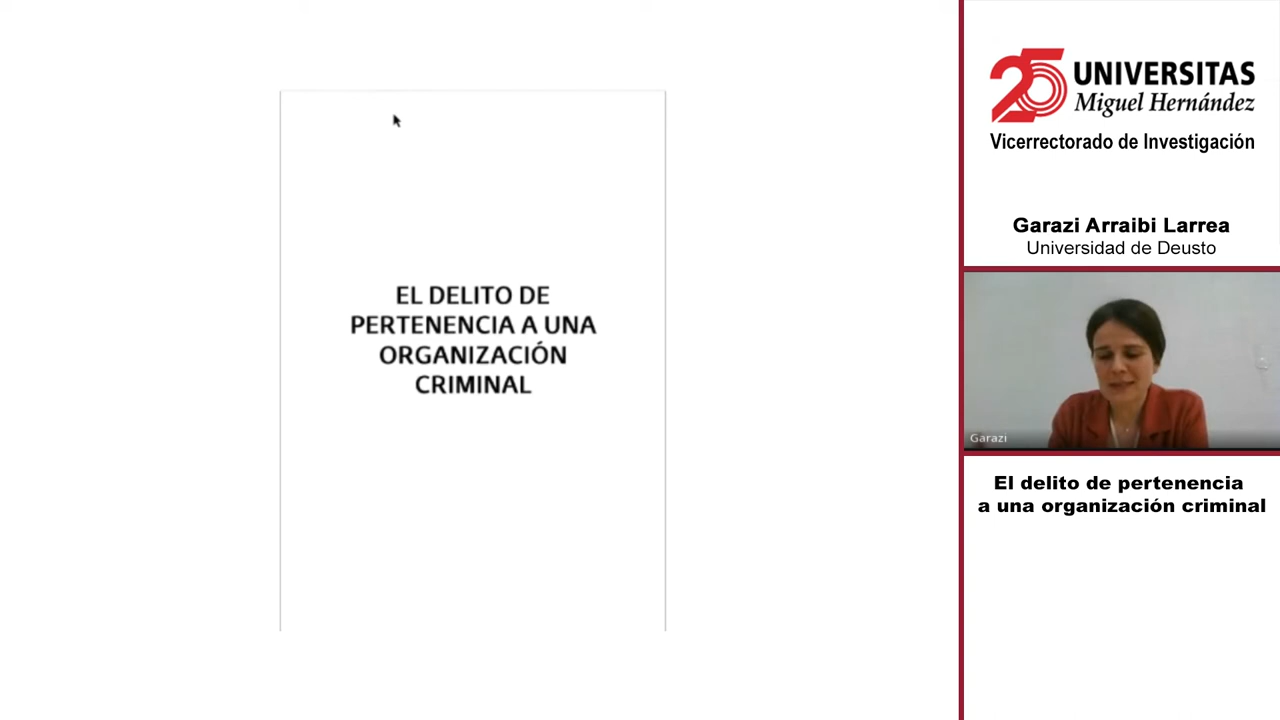 EL DELITO DE
PERTENENCIA A UNA
ORGANIZACIÓN
CRIMINAL
25 UNIVERSITAS
Miguel Hernández
Vicerrectorado de Investigación
Garazi Arraibi Larrea
Universidad de Deusto
Garazi
El delito de pertenencia
a una organización criminal